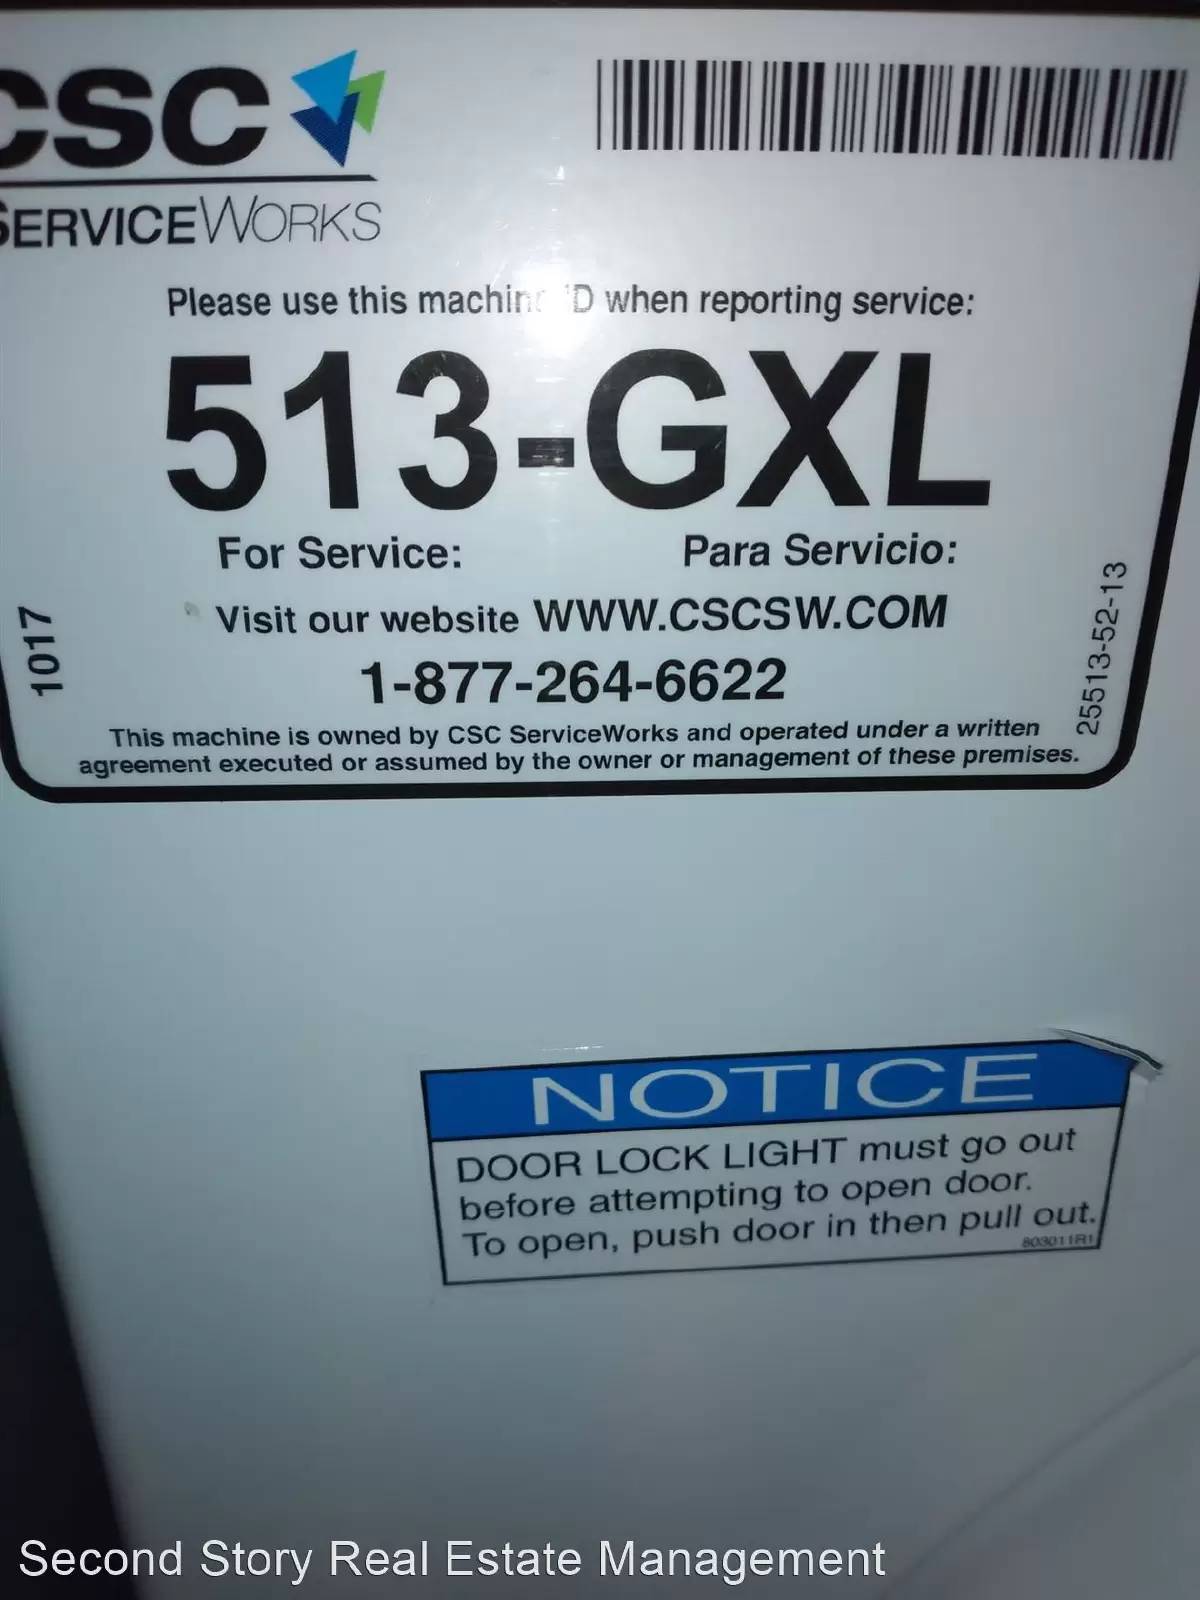 CSC
SERVICEWORKS
Please use this machine ID when reporting service:
513-GXL
For Service: Para Servicio:
Visit our website WWW.CSCSW.COM
1-877-264-6622
1017
25513-52-13
This machine is owned by CSC ServiceWorks and operated under a written
agreement executed or assumed by the owner or management of these premises.
NOTICE
DOOR LOCK LIGHT must go out
before attempting to open door.
To open, push door in then pull out.
803011R1
Second Story Real Estate Management